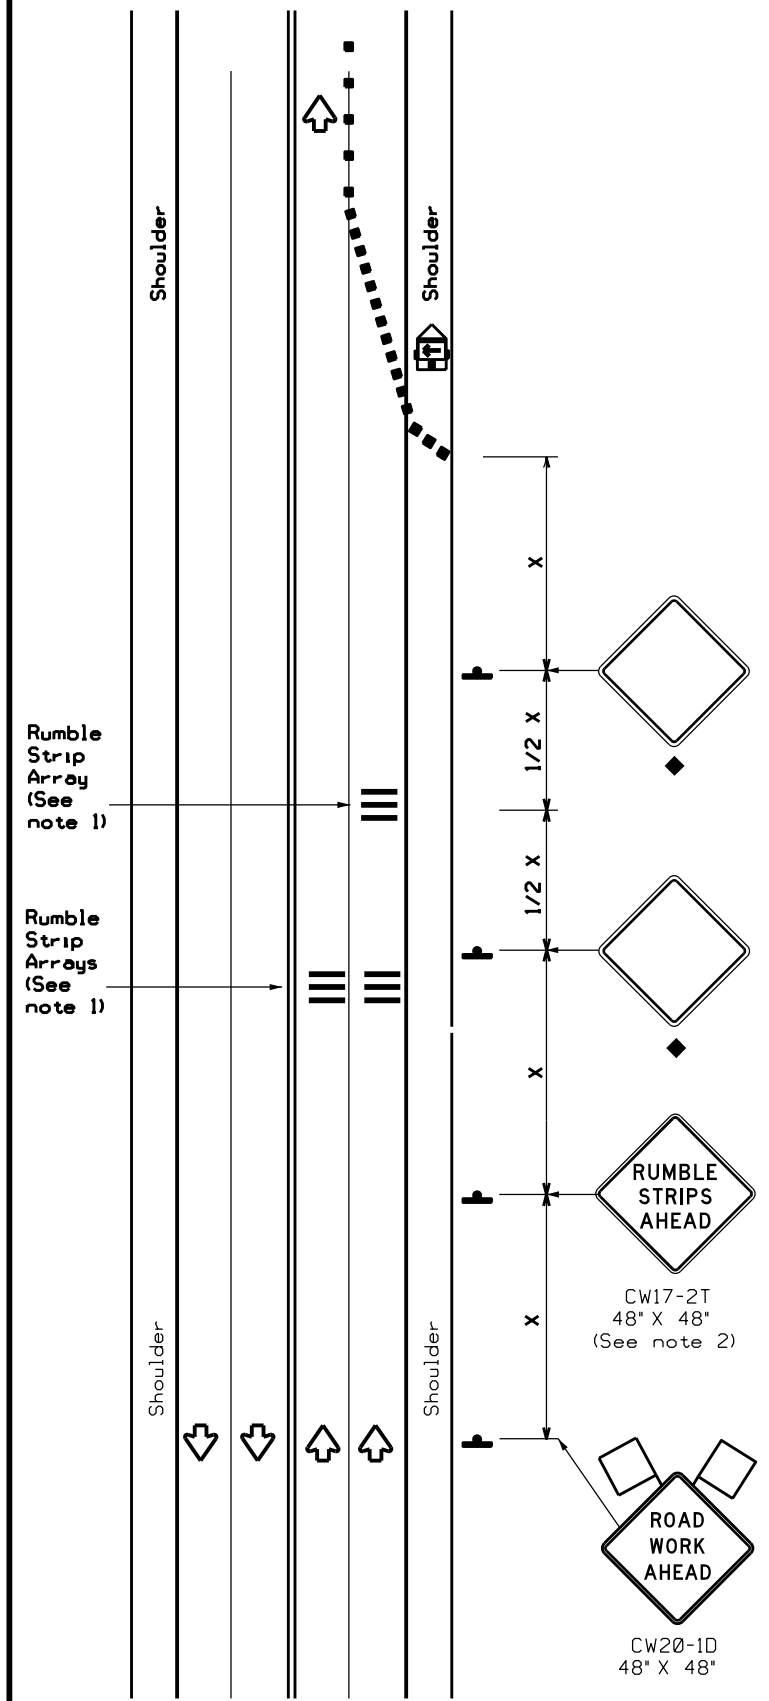 Shoulder
Shoulder
X
1/2 X
Rumble
Strip
Array
(See
note 1)
1/2 X
Rumble
Strip
Arrays
(See
note 1)
X
RUMBLE
STRIPS
AHEAD
CW17-2T
48" X 48"
(See note 2)
X
Shoulder
Shoulder
ROAD
WORK
AHEAD
CW20-1D
48" X 48"